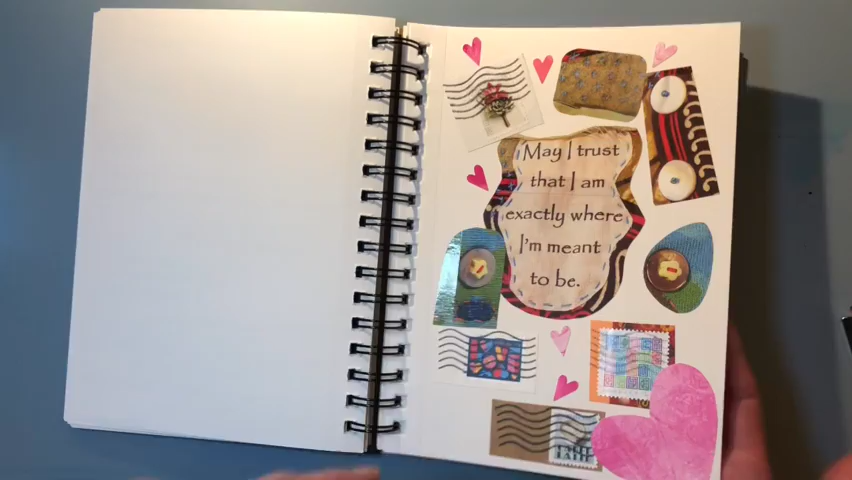 May I trust
that I am
exactly where
I'm meant
to be.